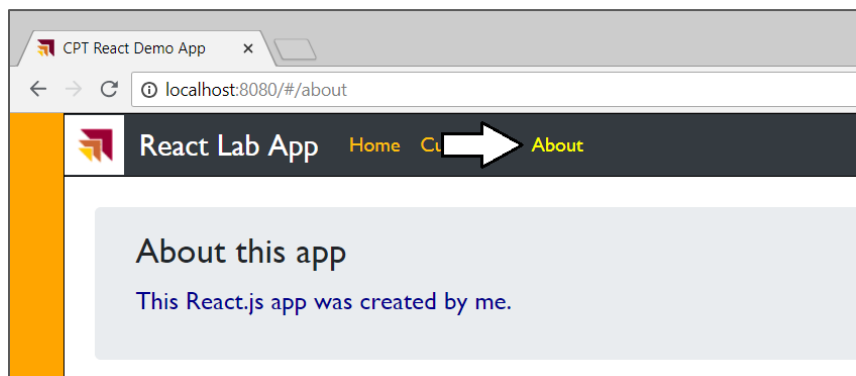 CPT React Demo App
localhost:8080/#/about
React Lab App Home About
About this app
This React.js app was created by me.